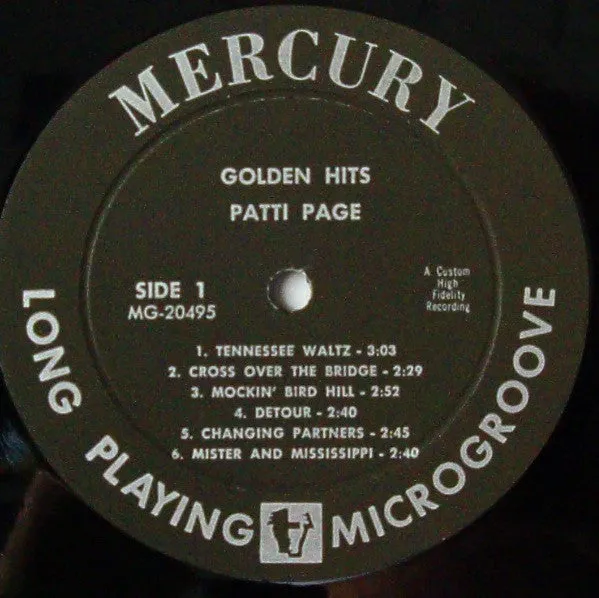 MERCURY
GOLDEN HITS
PATTI PAGE
SIDE 1
MG-20495
A Custom
High
Fidelity
Recording
1. TENNESSEE WALTZ - 3:03
2. CROSS OVER THE BRIDGE - 2:29
3. MOCKIN' BIRD HILL - 2:52
4. DETOUR - 2:40
5. CHANGING PARTNERS - 2:45
6. MISTER AND MISSISSIPPI - 2:40
LONG PLAYING MICROGROOVE